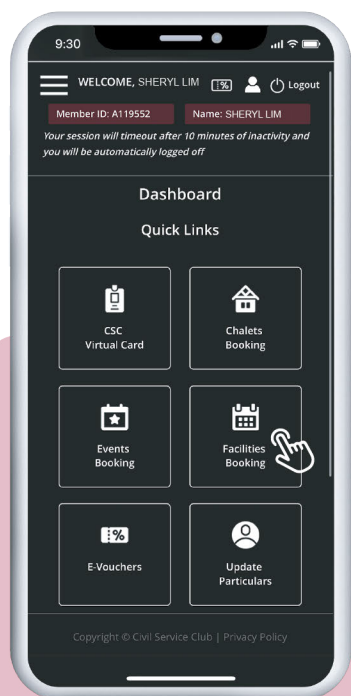 9:30
WELCOME, SHERYL LIM % Logout
Member ID: A119552 Name: SHERYL LIM
Your session will timeout after 10 minutes of inactivity and
you will be automatically logged off
Dashboard
Quick Links
CSC
Virtual Card
Chalets
Booking
Events
Booking
Facilities
Booking
%
E-Vouchers
Update
Particulars
Copyright © Civil Service Club | Privacy Policy